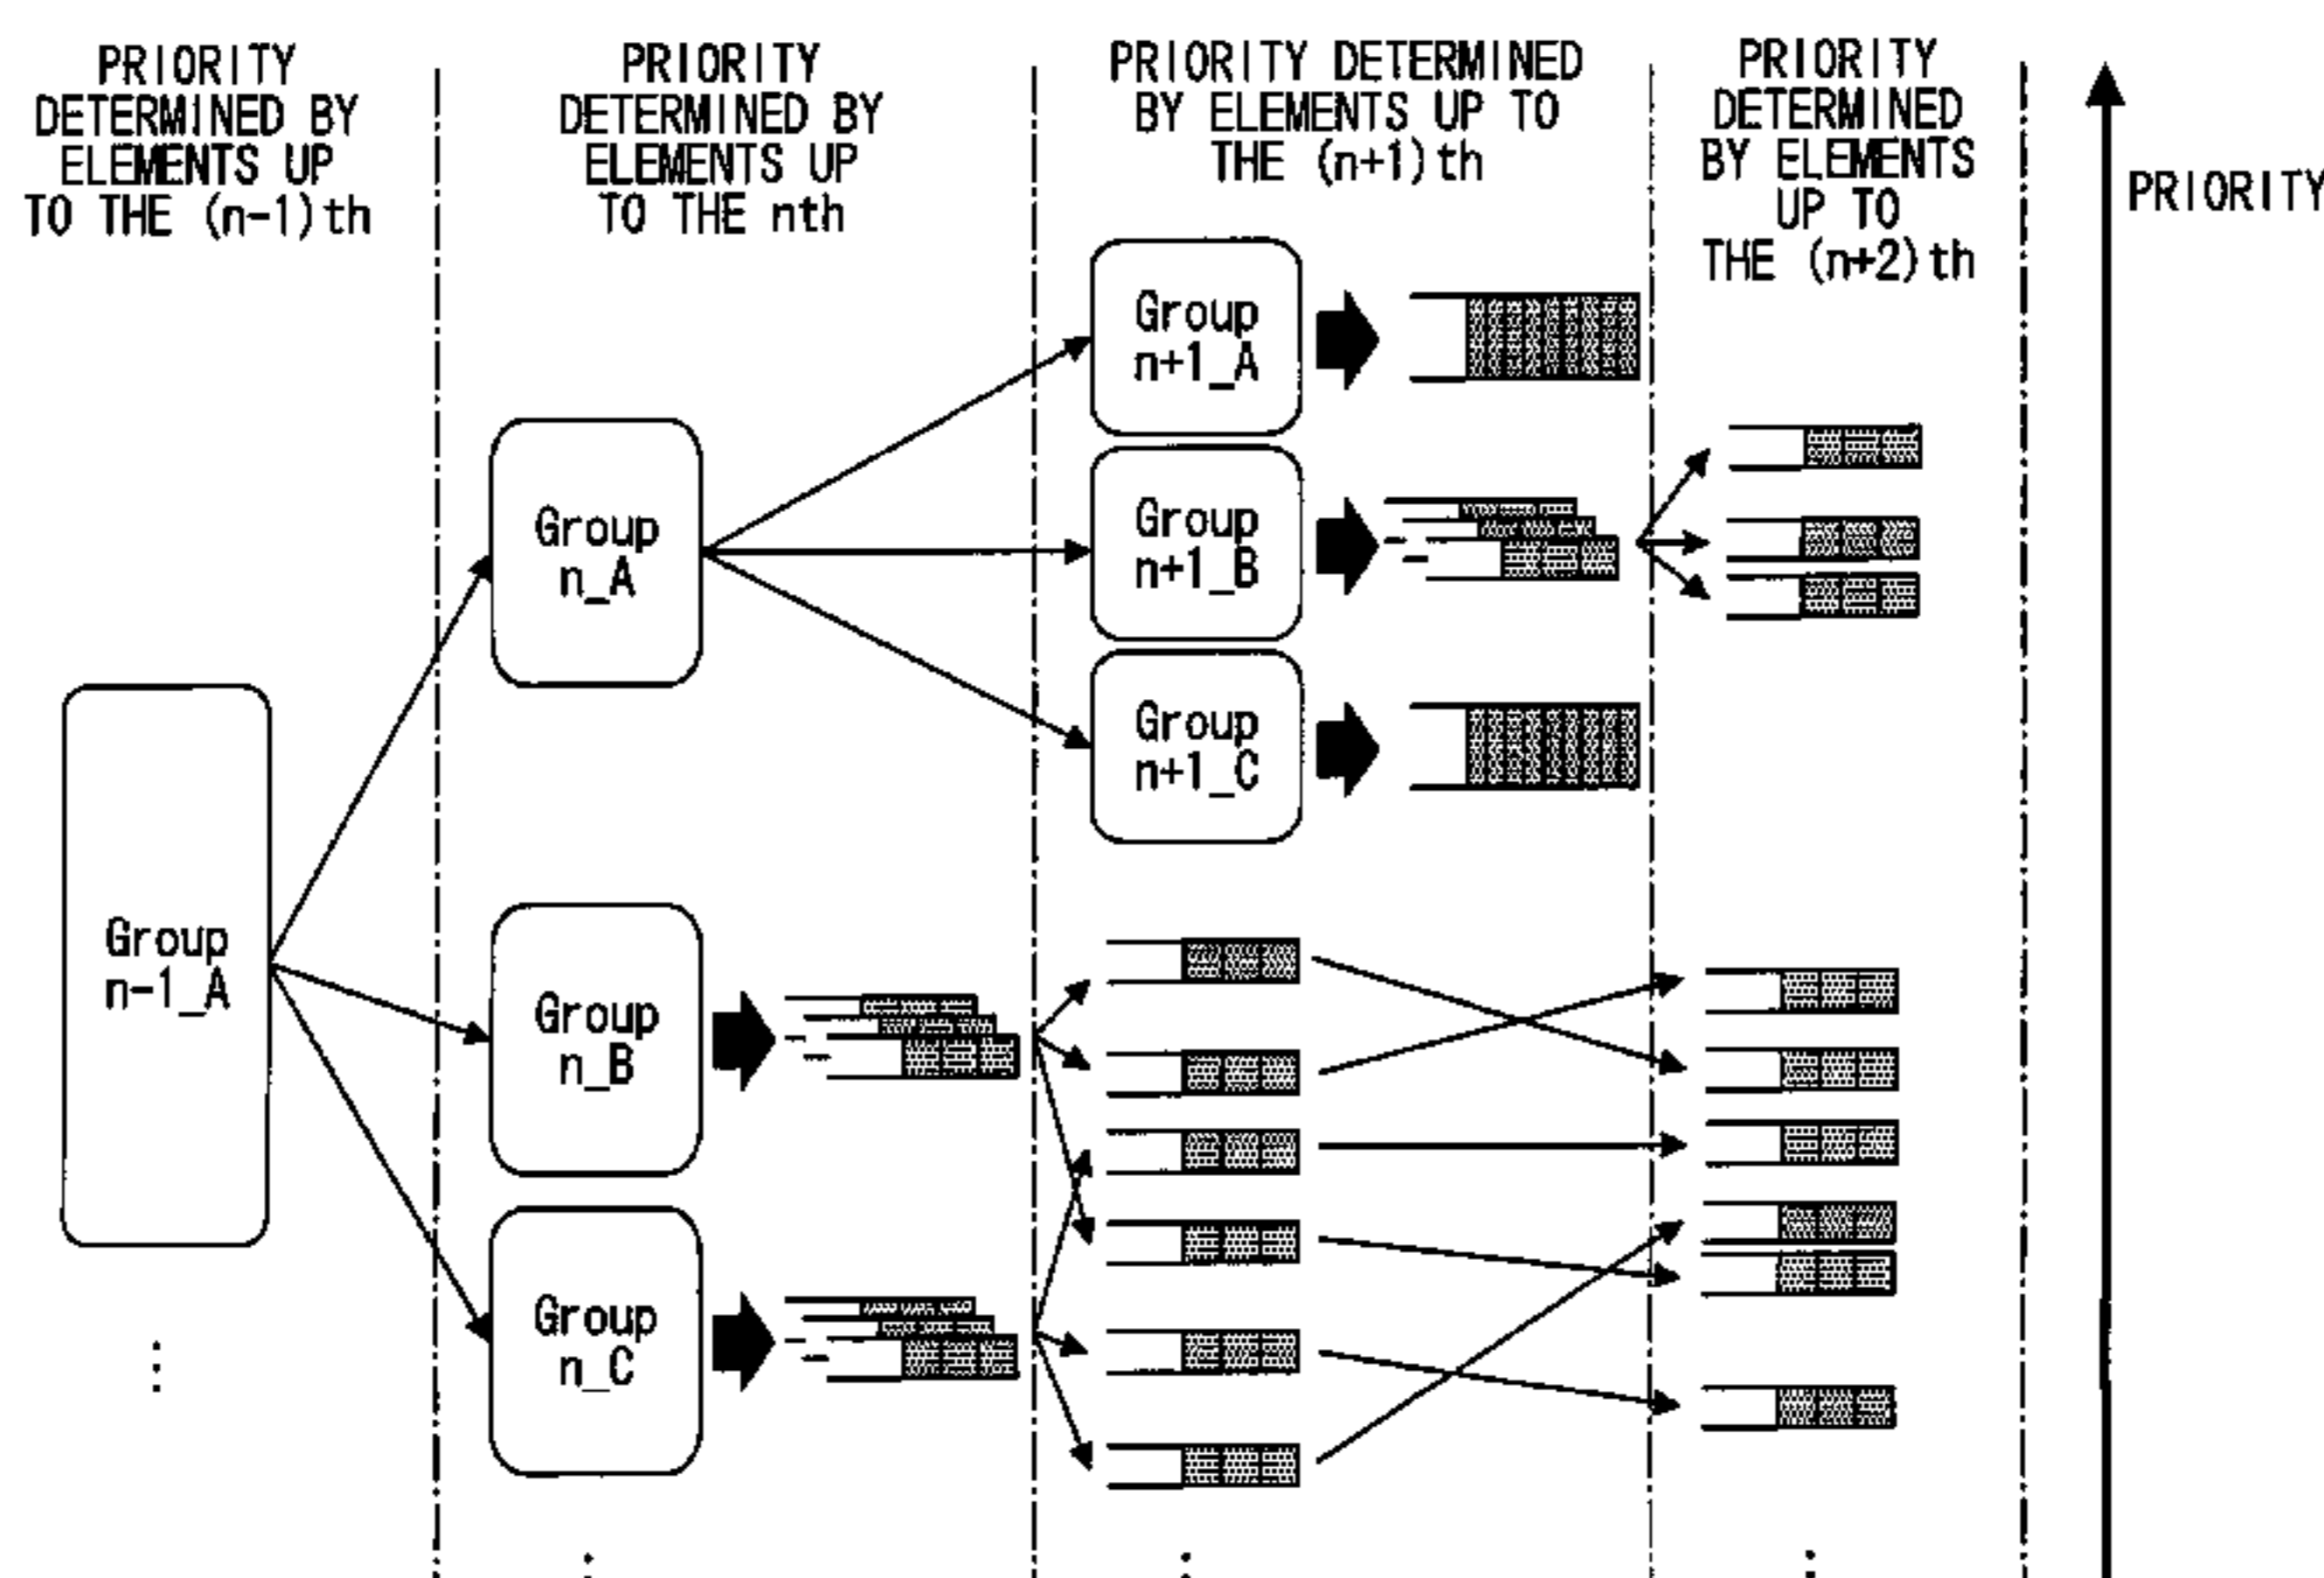 PRIORITY
DETERMINED BY
ELEMENTS UP
TO THE (n-1)th
PRIORITY
DETERMINED BY
ELEMENTS UP
TO THE nth
PRIORITY DETERMINED
BY ELEMENTS UP TO
THE (n+1)th
PRIORITY
DETERMINED
BY ELEMENTS
UP TO
THE (n+2)th
PRIORITY
Group
n+1_A
Group
n_A
Group
n+1_B
Group
n+1_C
Group
n-1_A
Group
n_B
Group
n_C